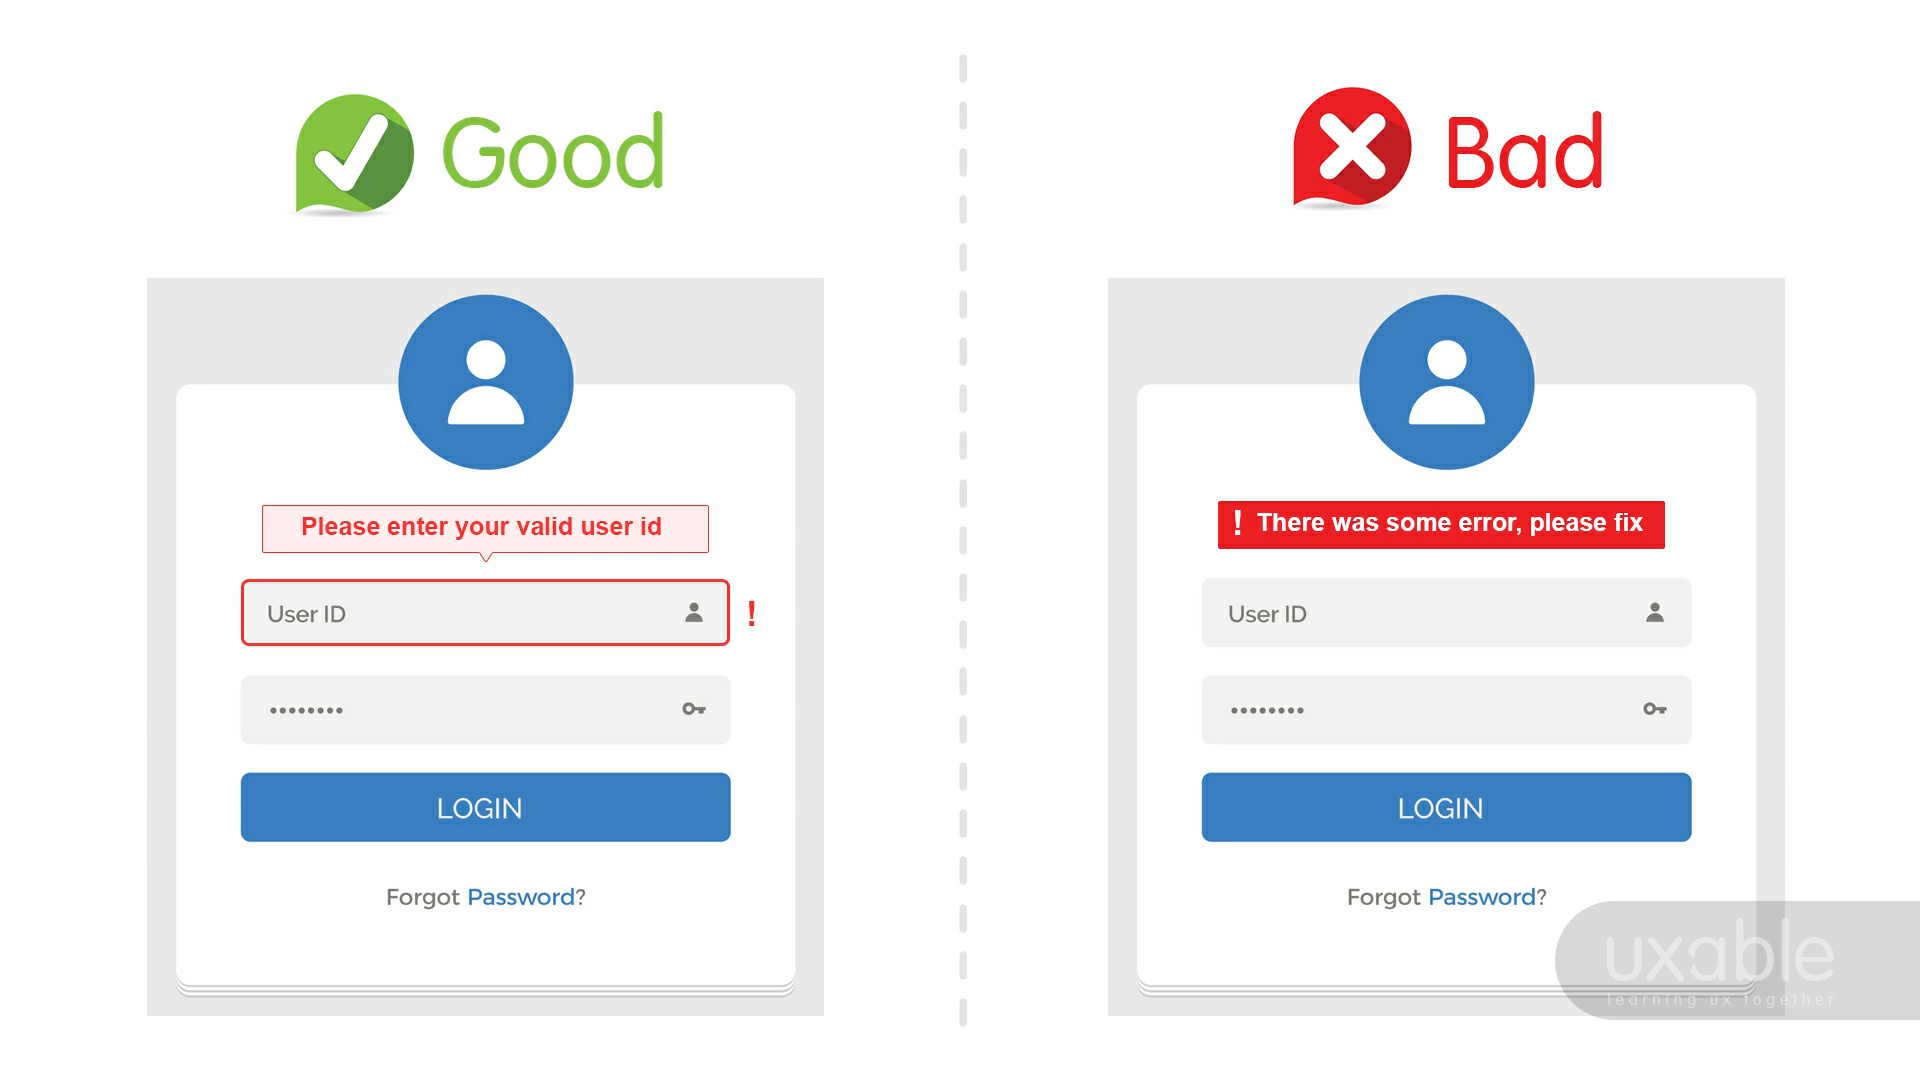 Good
Please enter your valid user id
User ID
!
••••••••
LOGIN
Forgot Password?
Bad
! There was some error, please fix
User ID
••••••••
LOGIN
Forgot Password?
uxable
learning ux together